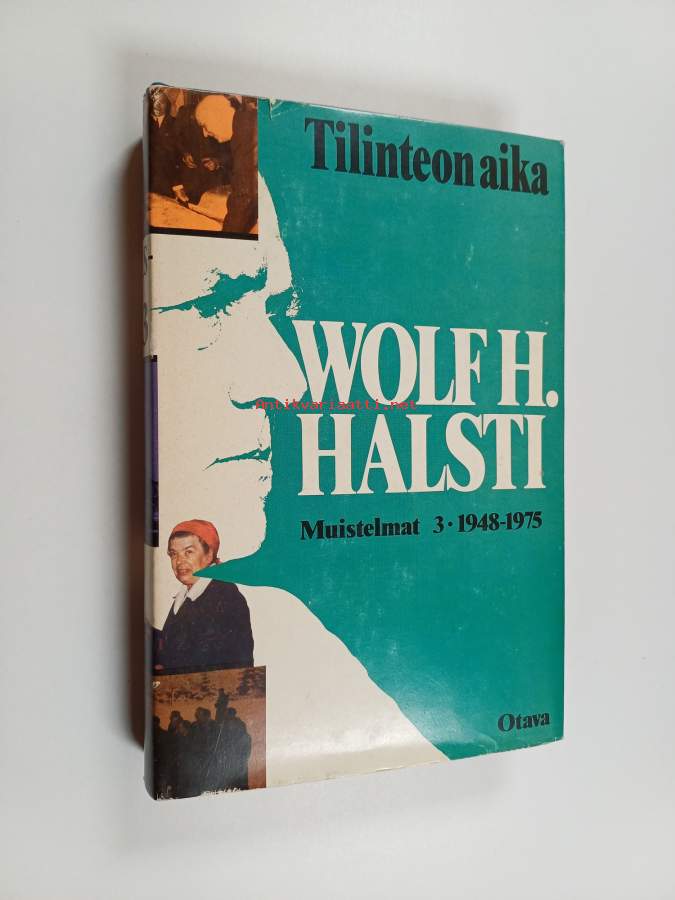 Tilinteon aika
WOLF H.
Antikvariaatti.net
HALSTI
Muistelmat 3 · 1948-1975
Otava